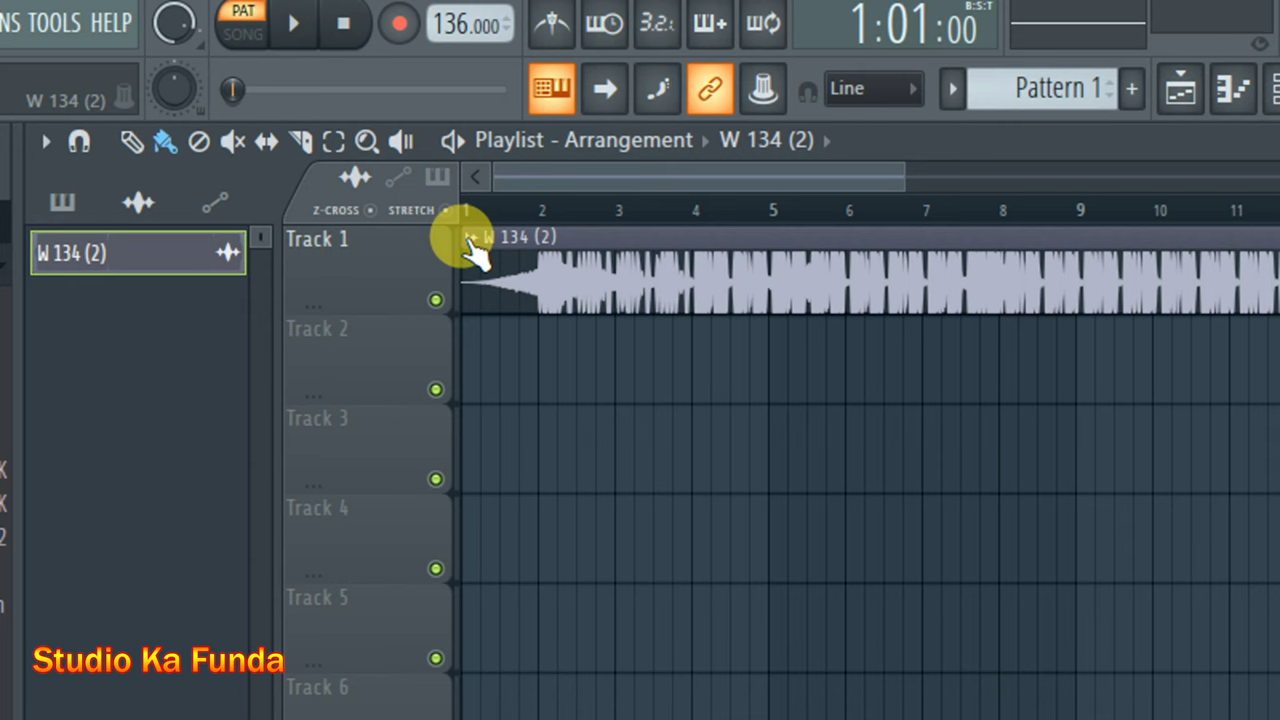 NS TOOLS HELP
PAT
SONG
136.000
3.2.
1:01:00
B:S:T
W 134 (2)
Line
Pattern 1
+
Playlist - Arrangement
W 134 (2)
Z-CROSS
STRETCH
1 2 3 4 5 6 7 8 9 10 11
W 134 (2)
Track 1
W 134 (2)
Track 2
Track 3
K
Track 4
K
2
Track 5
Studio Ka Funda
Track 6